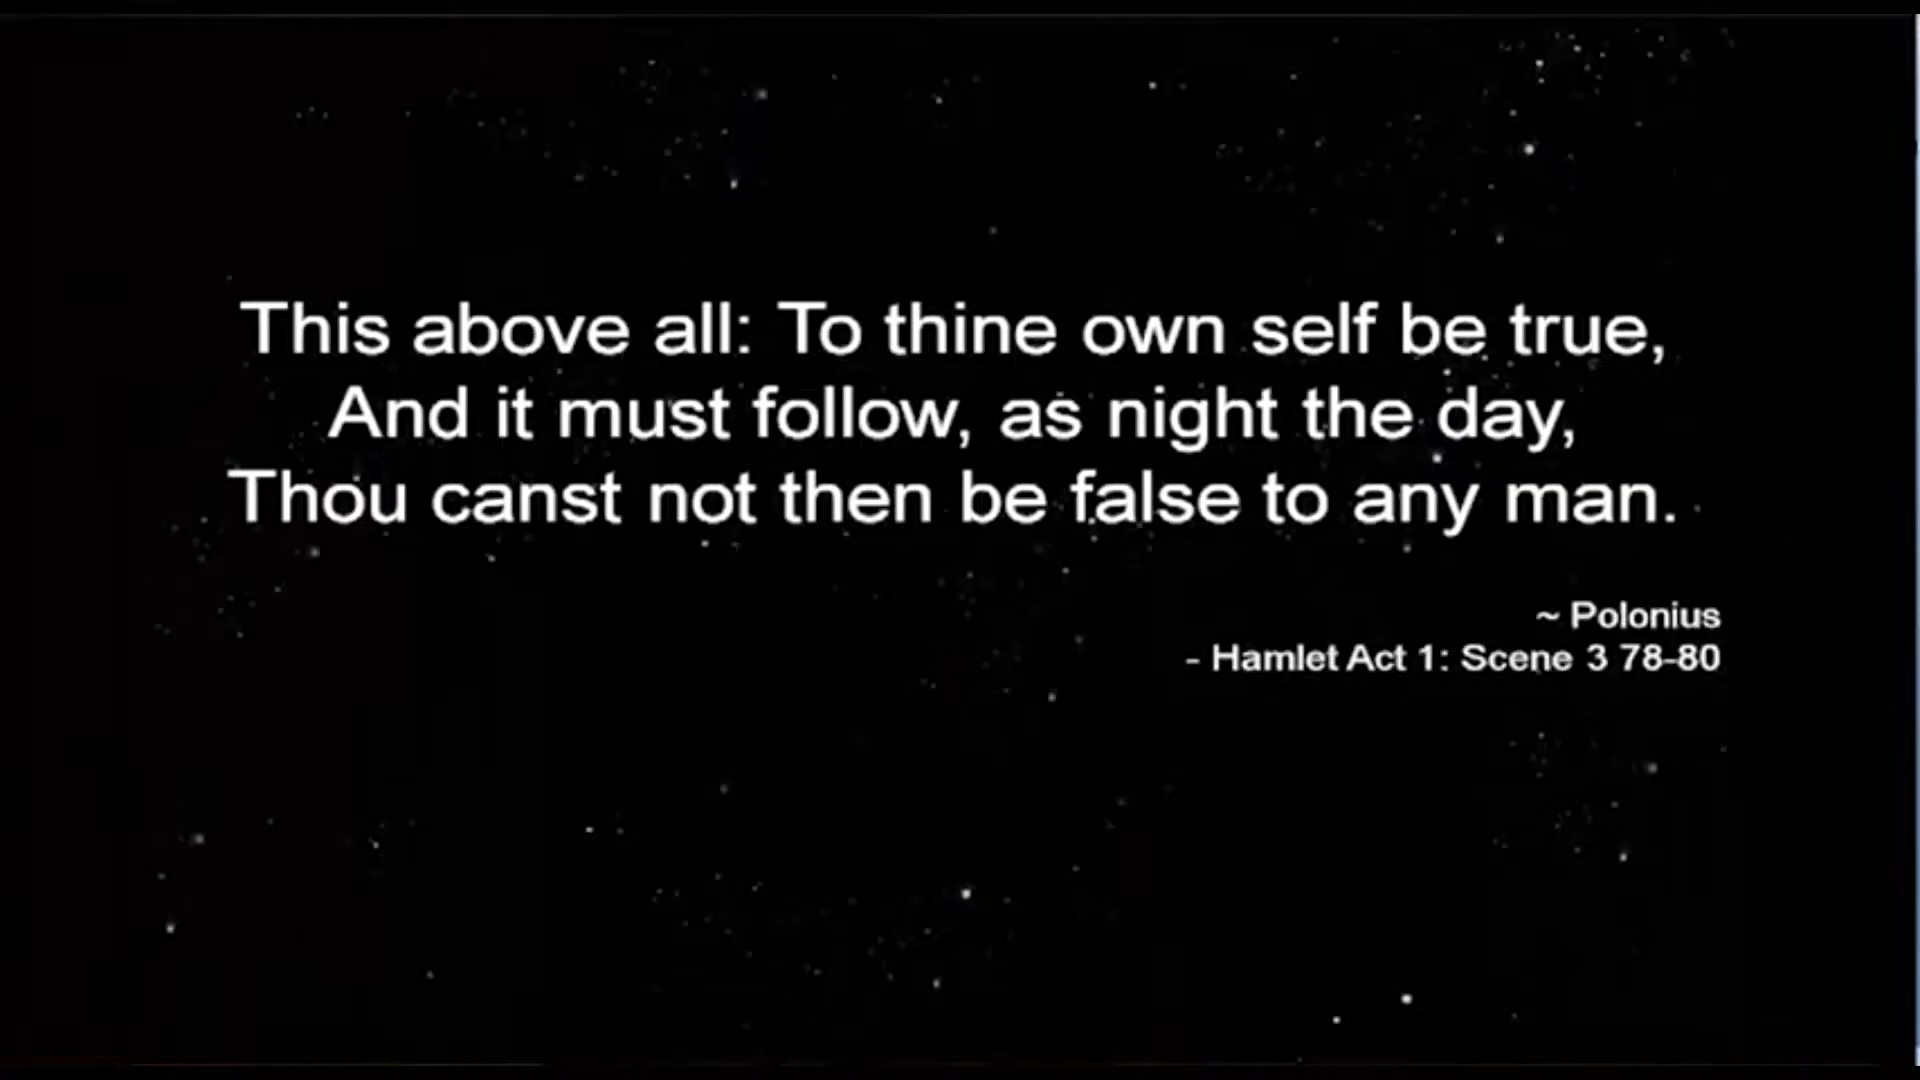 This above all: To thine own self be true,
And it must follow, as night the day,
Thou canst not then be false to any man.
~ Polonius
- Hamlet Act 1: Scene 3 78-80